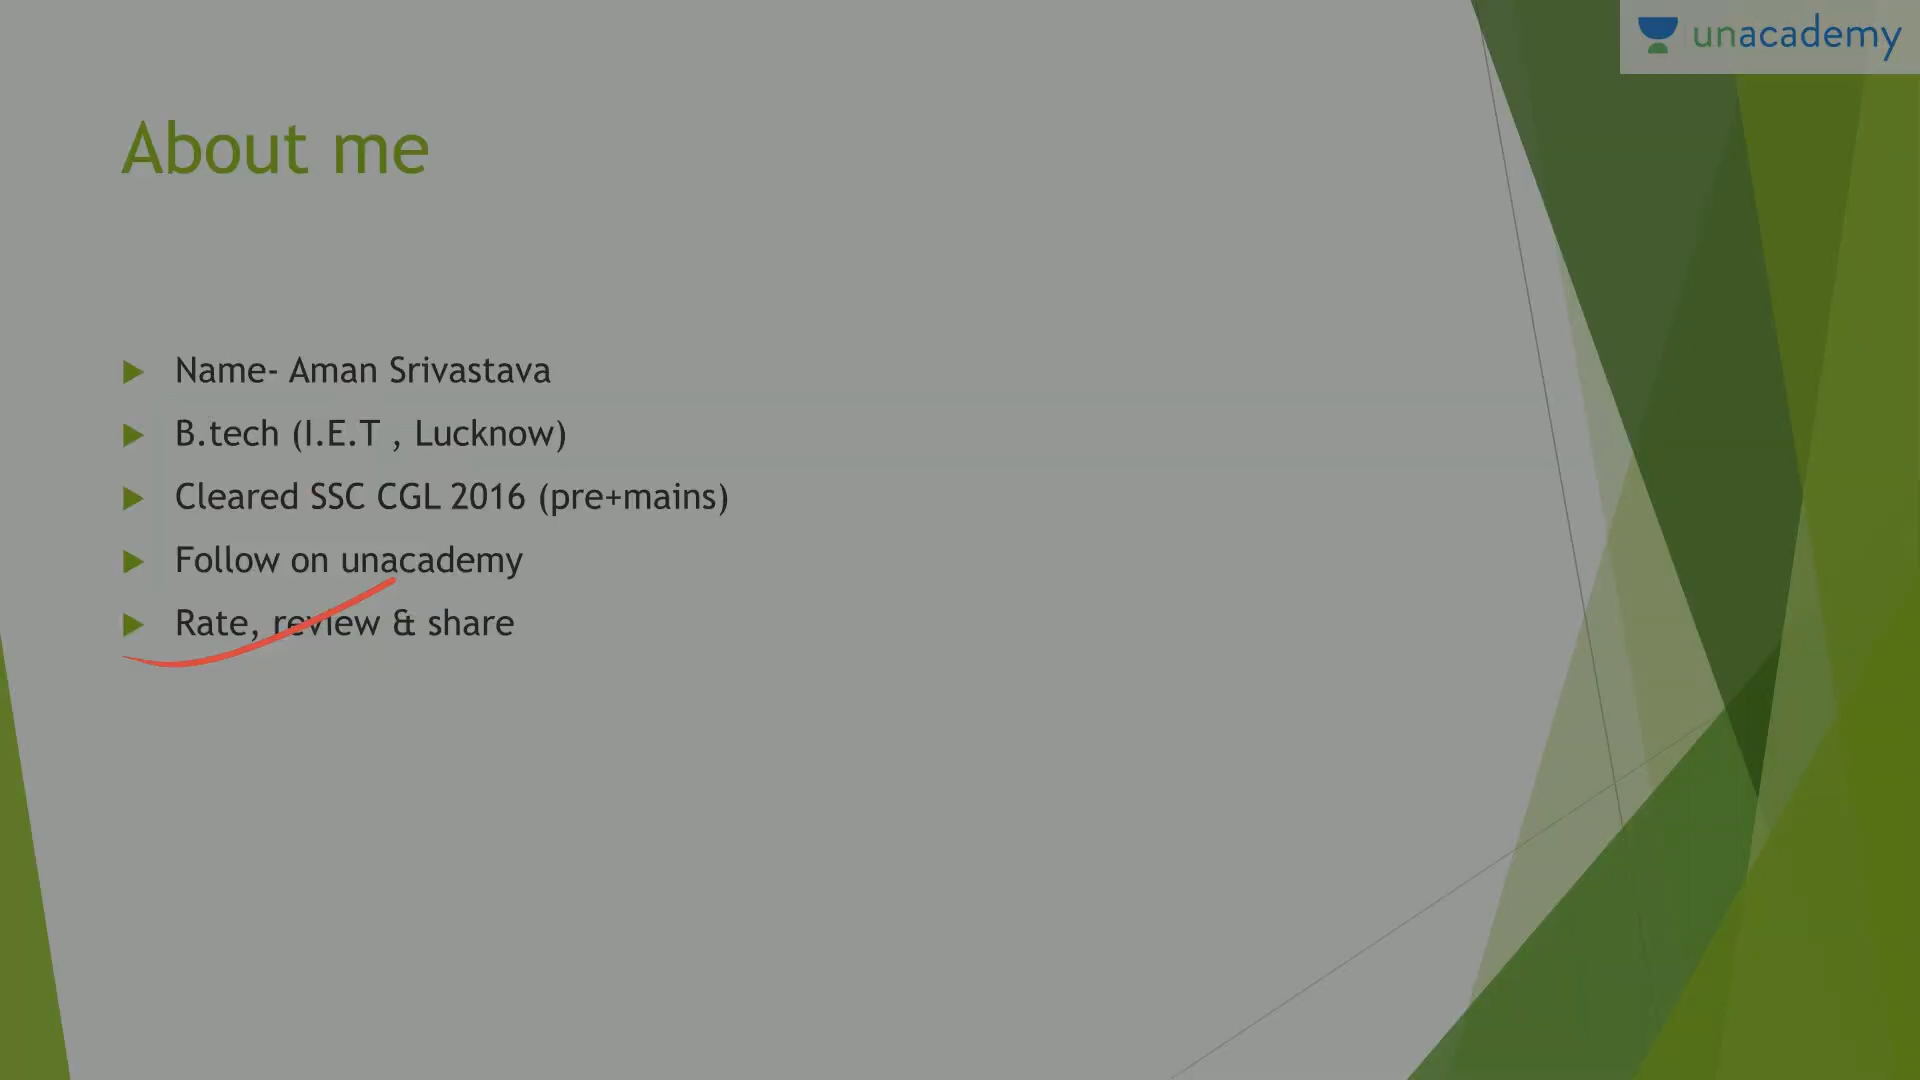 unacademy
About me
Name- Aman Srivastava
B.tech (I.E.T , Lucknow)
Cleared SSC CGL 2016 (pre+mains)
Follow on unacademy
Rate, review & share